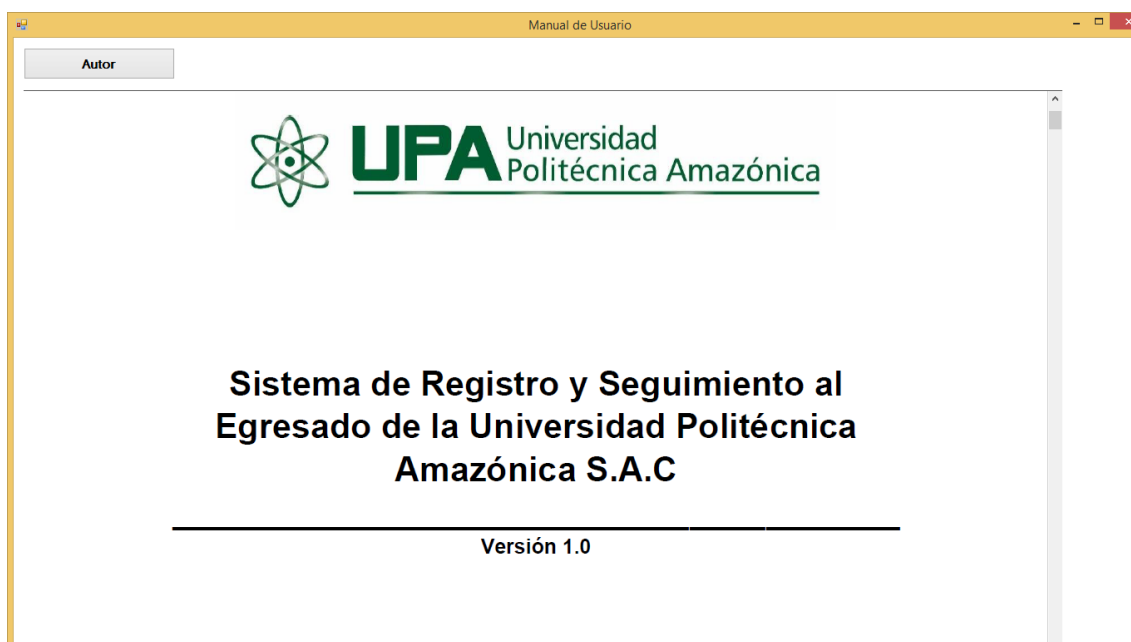 Manual de Usuario
Autor
UPA Universidad
Politécnica Amazónica
Sistema de Registro y Seguimiento al
Egresado de la Universidad Politécnica
Amazónica S.A.C
Versión 1.0